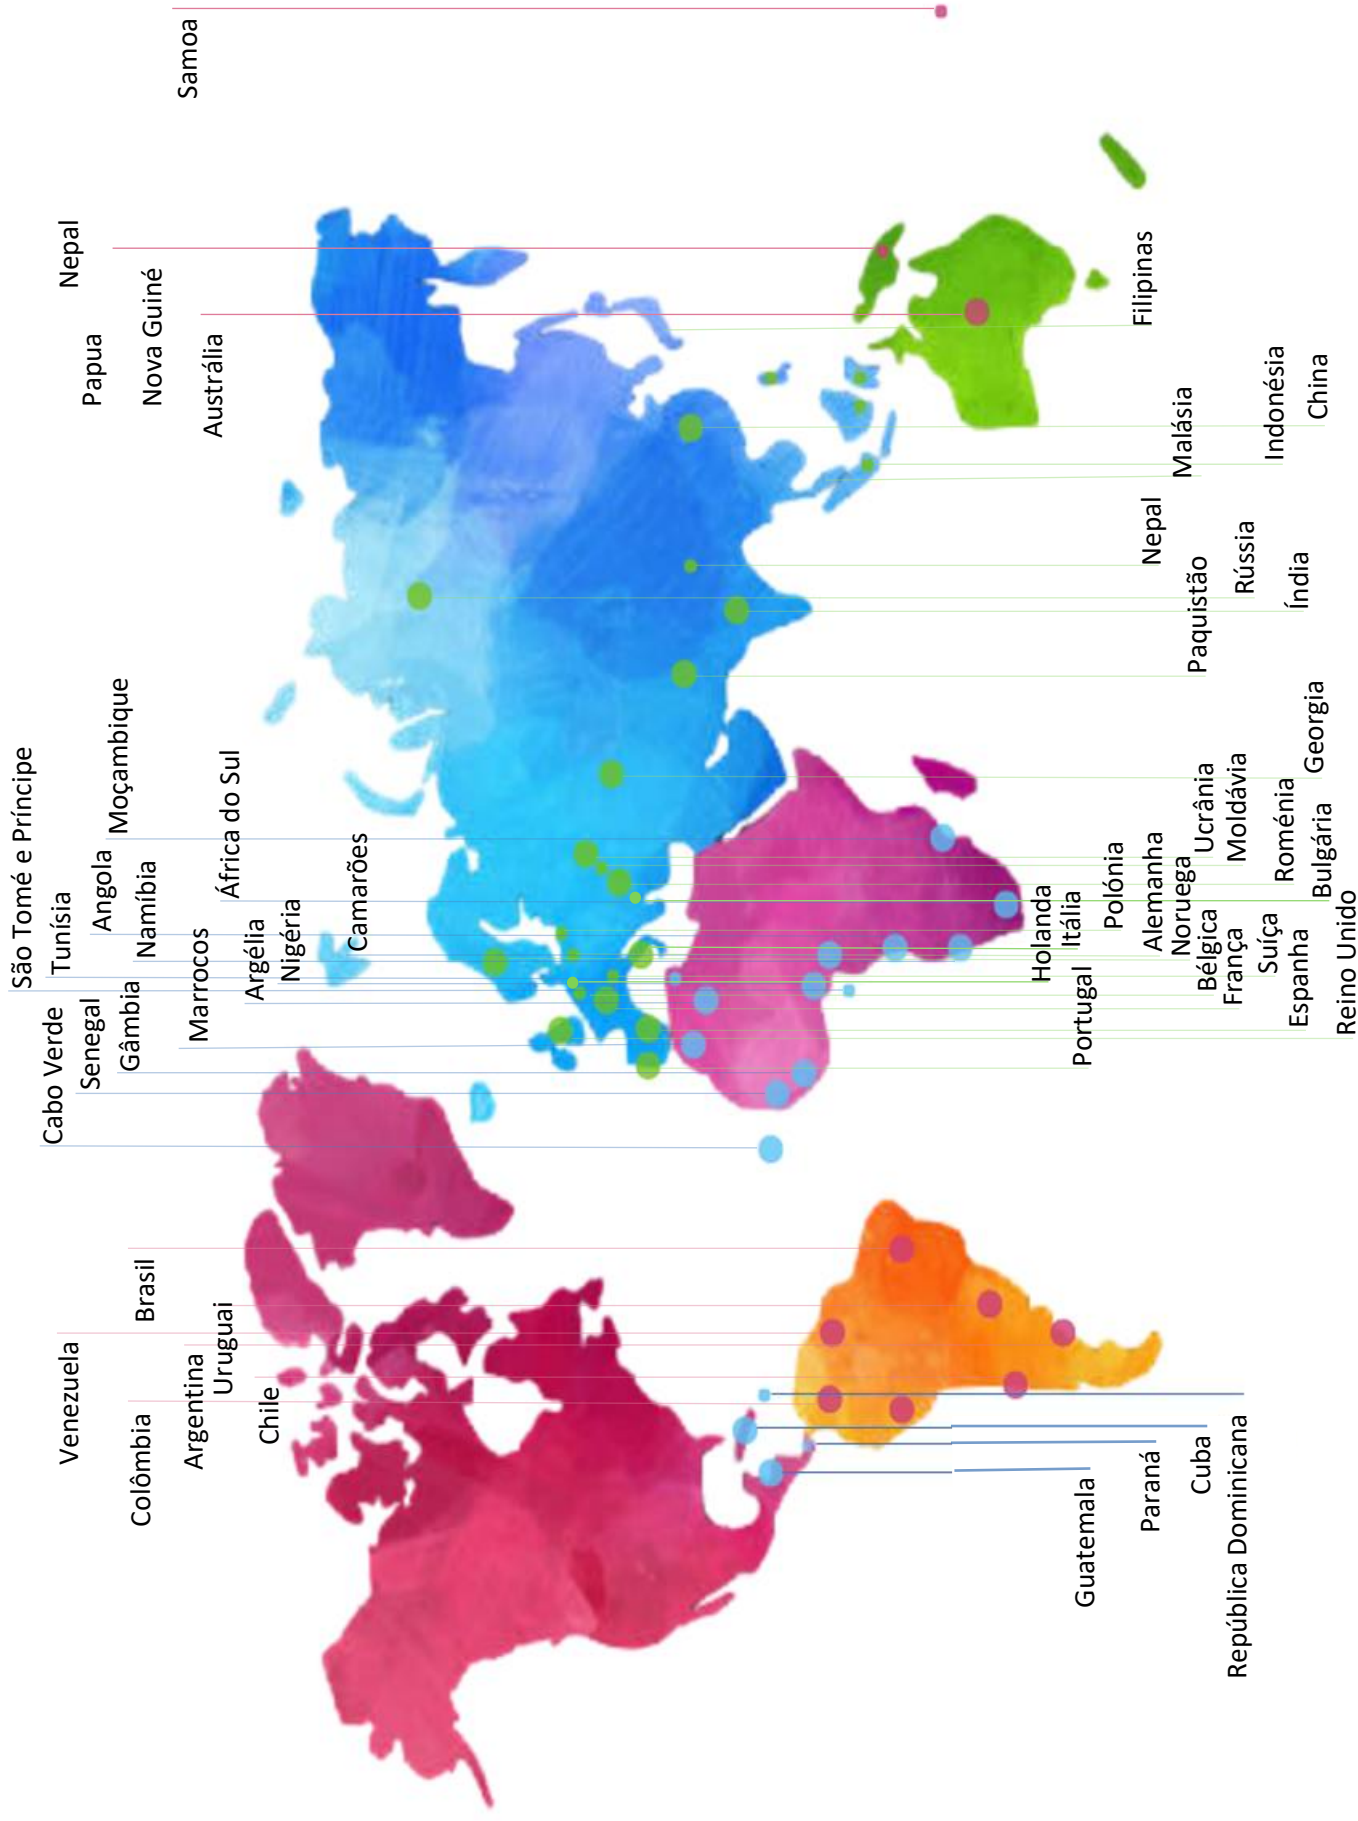 Samoa
Nepal
Papua
Nova Guiné
Austrália
São Tomé e Príncipe
Tunísia
Angola
Moçambique
Namíbia
África do Sul
Marrocos
Argélia
Nigéria
Camarões
Cabo Verde
Senegal
Gâmbia
Brasil
Venezuela
Uruguai
Colômbia
Argentina
Chile
Filipinas
Malásia
Indonésia
China
Nepal
Paquistão
Rússia
Índia
Georgia
Ucrânia
Moldávia
Roménia
Bulgária
Polónia
Alemanha
Noruega
Holanda
Itália
Bélgica
França
Suíça
Espanha
Reino Unido
Portugal
Guatemala
Paraná
Cuba
República Dominicana